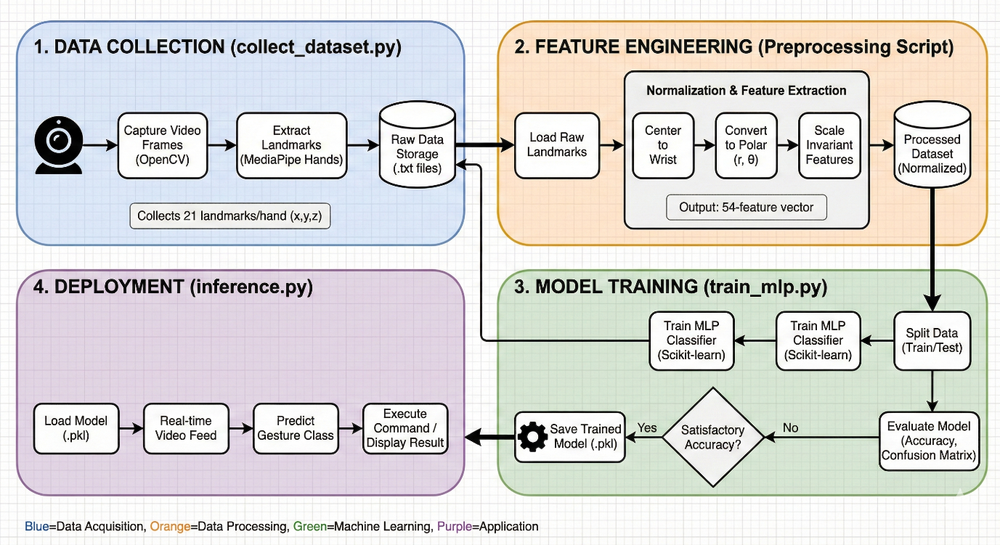 1. DATA COLLECTION (collect_dataset.py)
Capture Video
Frames
(OpenCV)
Extract
Landmarks
(MediaPipe Hands)
Raw Data
Storage
(.txt files)
Collects 21 landmarks/hand (x,y,z)
2. FEATURE ENGINEERING (Preprocessing Script)
Load Raw
Landmarks
Normalization & Feature Extraction
Center
to
Wrist
Convert
to Polar
(r, θ)
Scale
Invariant
Features
Output: 54-feature vector
Processed
Dataset
(Normalized)
3. MODEL TRAINING (train_mlp.py)
Split Data
(Train/Test)
Train MLP
Classifier
(Scikit-learn)
Train MLP
Classifier
(Scikit-learn)
Evaluate Model
(Accuracy,
Confusion Matrix)
No
Satisfactory
Accuracy?
Yes
Save Trained
Model (.pkl)
4. DEPLOYMENT (inference.py)
Load Model
(.pkl)
Real-time
Video Feed
Predict
Gesture Class
Execute
Command /
Display Result
Blue=Data Acquisition, Orange=Data Processing, Green=Machine Learning, Purple=Application